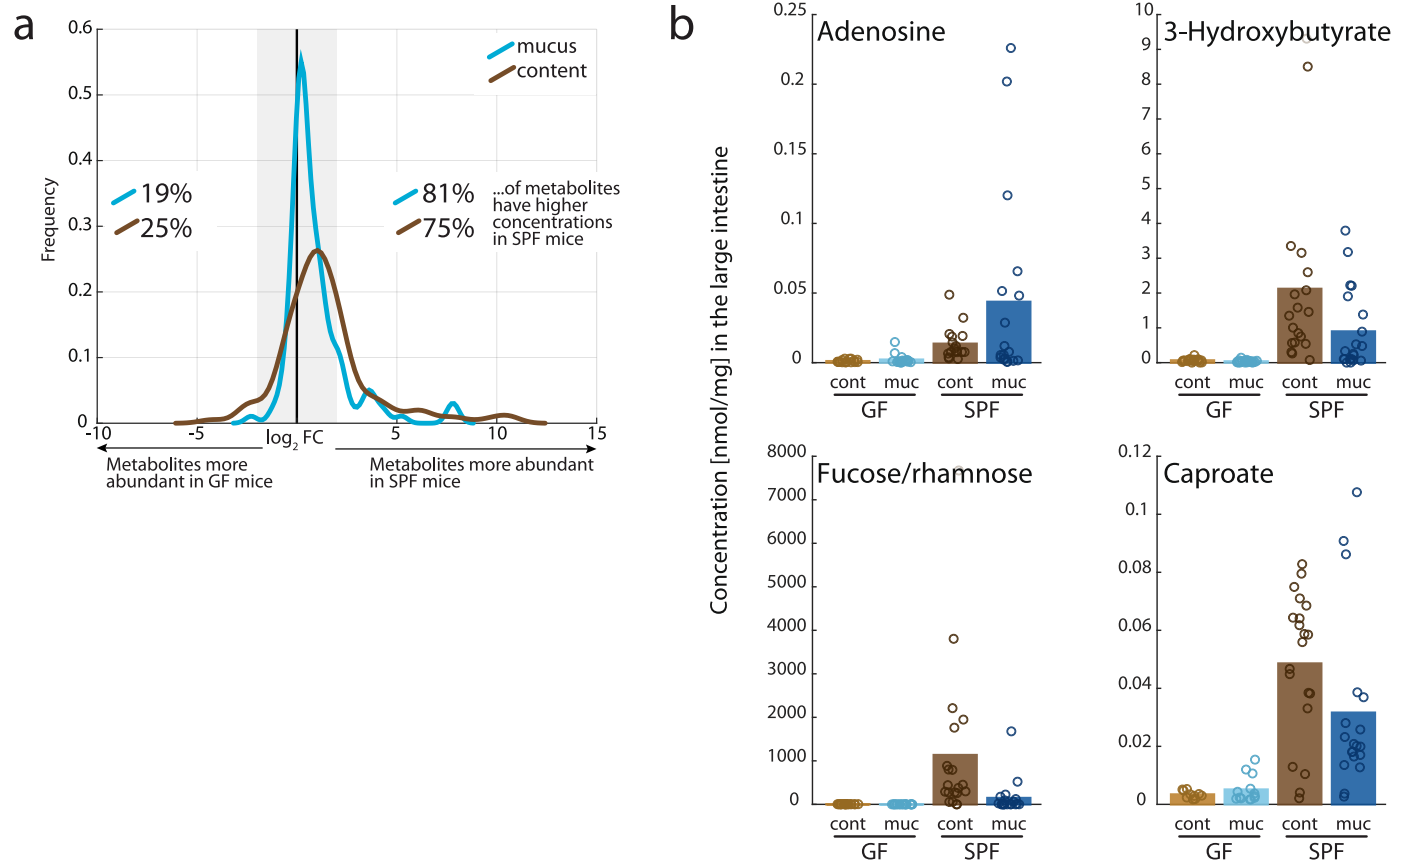 a
0.6
0.5
0.4
0.3
0.2
0.1
0
Frequency
mucus
content
19%
25%
81%
75%
...of metabolites
have higher
concentrations
in SPF mice
-10
-5
log2 FC
5
10
15
Metabolites more
abundant in GF mice
Metabolites more abundant
in SPF mice
b
Concentration [nmol/mg] in the large intestine
Adenosine
0.25
0.2
0.15
0.1
0.05
0
cont
muc
cont
muc
GF
SPF
3-Hydroxybutyrate
10
9
8
7
6
5
4
3
2
1
0
cont
muc
cont
muc
GF
SPF
Fucose/rhamnose
8000
7000
6000
5000
4000
3000
2000
1000
0
cont
muc
cont
muc
GF
SPF
Caproate
0.12
0.1
0.08
0.06
0.04
0.02
0
cont
muc
cont
muc
GF
SPF